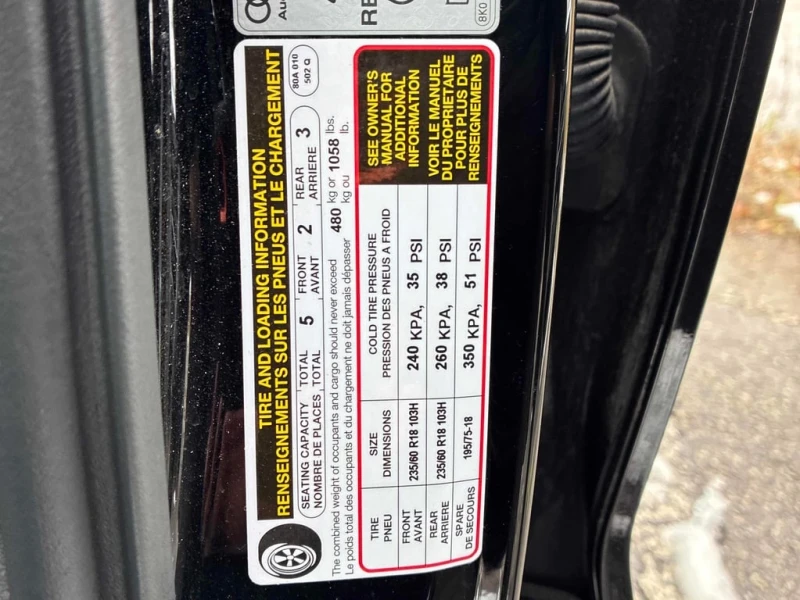 Au
RE
8K0
TIRE AND LOADING INFORMATION
RENSEIGNEMENTS SUR LES PNEUS ET LE CHARGEMENT
80A 010
502 Q
SEATING CAPACITY TOTAL 5 FRONT 2 REAR 3
NOMBRE DE PLACES TOTAL AVANT ARRIERE
The combined weight of occupants and cargo should never exceed 480 kg or 1058 lbs.
Le poids total des occupants et du chargement ne doit jamais dépasser kg ou lb.
TIRE SIZE COLD TIRE PRESSURE
PNEU DIMENSIONS PRESSION DES PNEUS A FROID
FRONT
AVANT 235/60 R18 103H 240 KPA, 35 PSI
REAR
ARRIERE 235/60 R18 103H 260 KPA, 38 PSI
SPARE
DE SECOURS 195/75-18 350 KPA, 51 PSI
SEE OWNER'S
MANUAL FOR
ADDITIONAL
INFORMATION
VOIR LE MANUEL
DU PROPRIETAIRE
POUR PLUS DE
RENSEIGNEMENTS